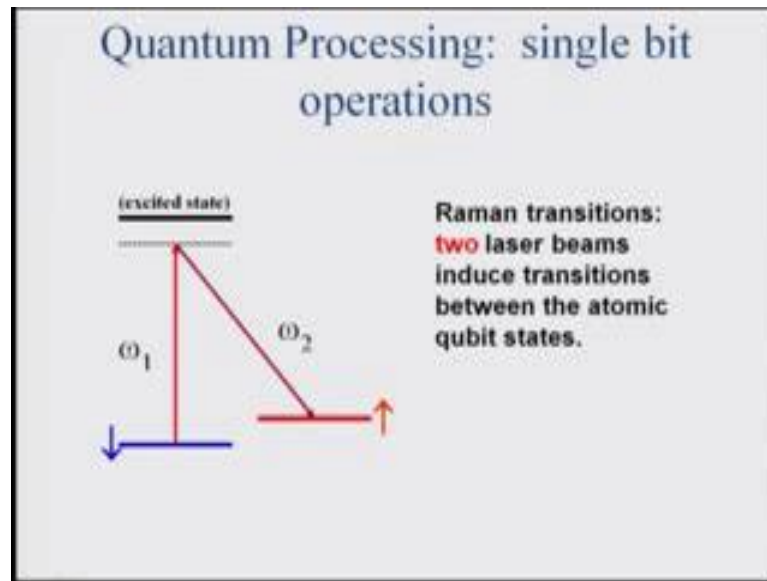 Quantum Processing: single bit
operations
(excited state)
Raman transitions:
two laser beams
induce transitions
between the atomic
qubit states.
ω1
ω2